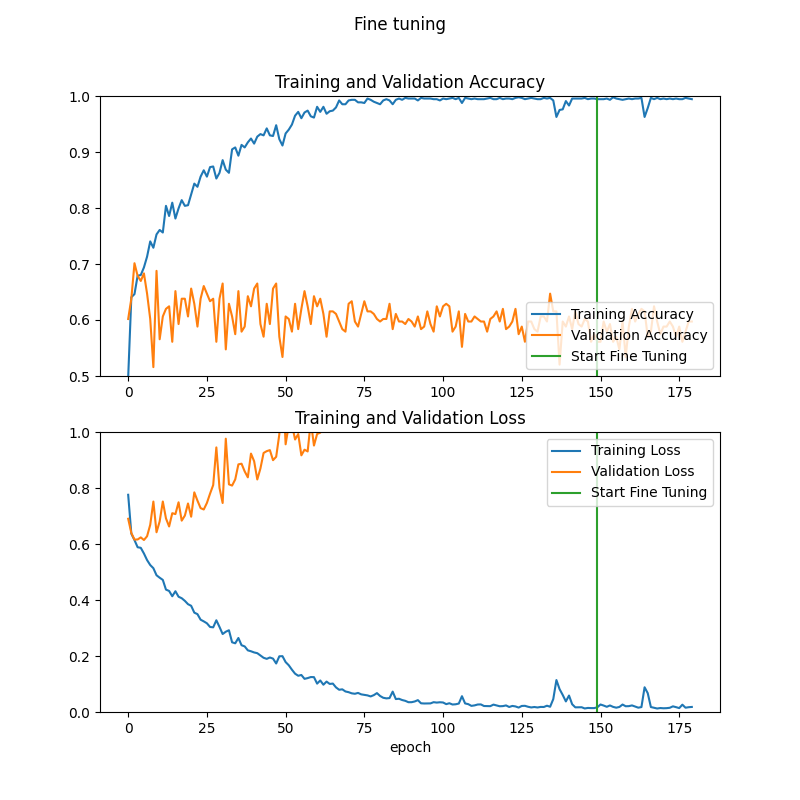 Fine tuning
Training and Validation Accuracy
1.0
0.9
0.8
0.7
0.6
0.5
Training Accuracy
Validation Accuracy
Start Fine Tuning
0 25 50 75 100 125 150 175
Training and Validation Loss
1.0
0.8
0.6
0.4
0.2
0.0
Training Loss
Validation Loss
Start Fine Tuning
0 25 50 75 100 125 150 175
epoch